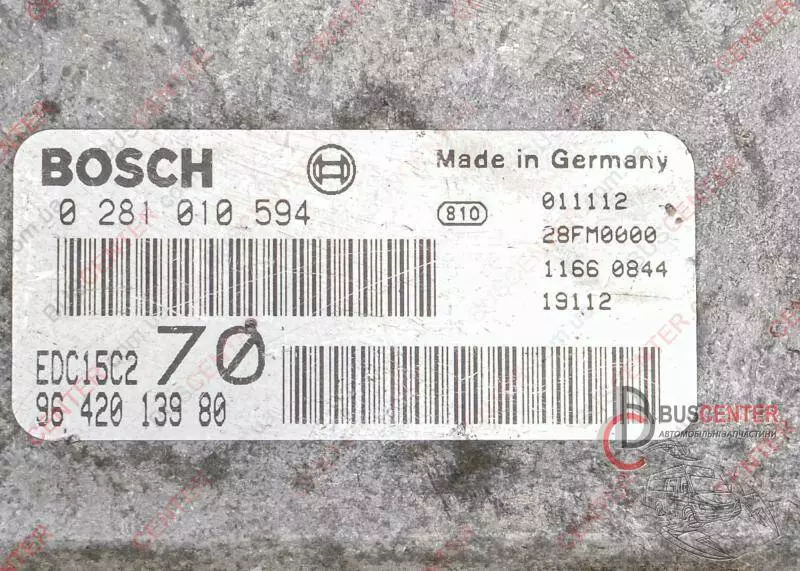 BOSCH
Made in Germany
0 281 010 594
810
011112
28FM0000
1166 0844
19112
EDC15C2
70
96 420 139 80
BUSCENTER
АВТОМОБІЛЬНІ ЗАПЧАСТИНИ